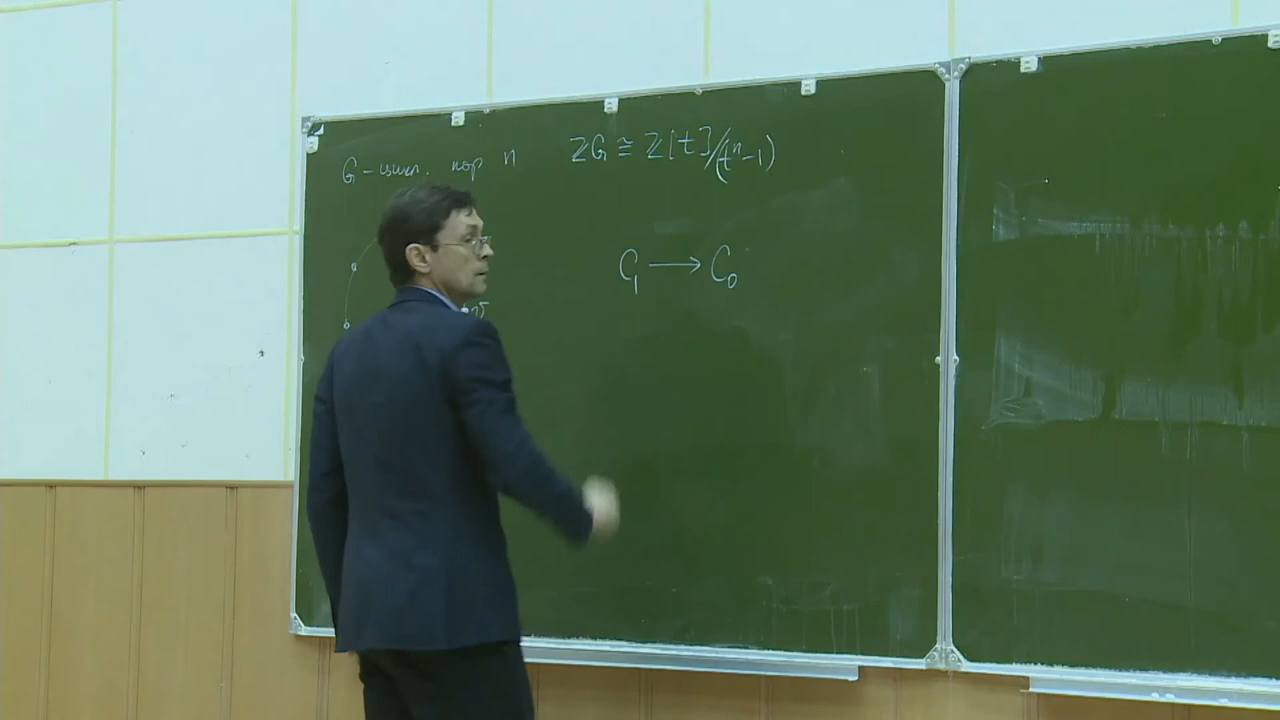 G – цикл. пор n ZG ≅ Z[t]/(tⁿ-1)
C₁ → C₀